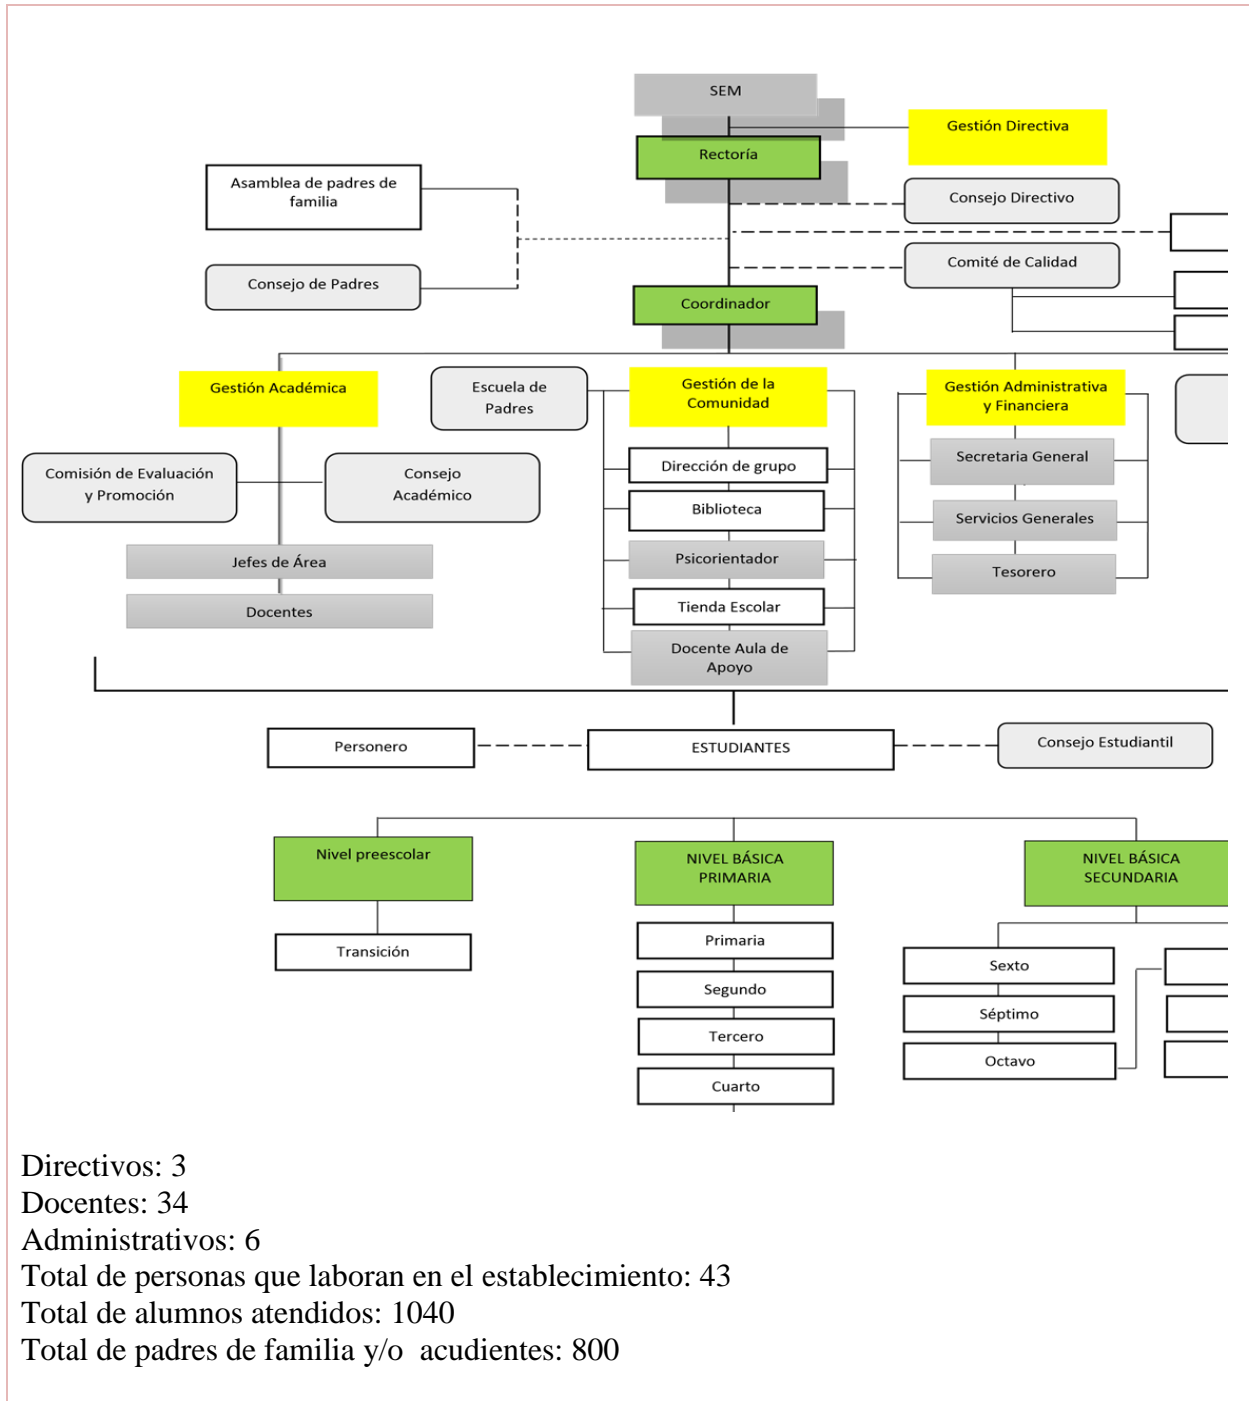 SEM
Gestión Directiva
Rectoría
Asamblea de padres de
familia
Consejo Directivo
Comité de Calidad
Consejo de Padres
Coordinador
Gestión Académica
Escuela de
Padres
Gestión de la
Comunidad
Gestión Administrativa
y Financiera
Comisión de Evaluación
y Promoción
Consejo
Académico
Dirección de grupo
Secretaria General
Biblioteca
Servicios Generales
Jefes de Área
Psicorientador
Tesorero
Docentes
Tienda Escolar
Docente Aula de
Apoyo
Personero
ESTUDIANTES
Consejo Estudiantil
Nivel preescolar
NIVEL BÁSICA
PRIMARIA
NIVEL BÁSICA
SECUNDARIA
Transición
Primaria
Segundo
Tercero
Cuarto
Sexto
Séptimo
Octavo
Directivos: 3
Docentes: 34
Administrativos: 6
Total de personas que laboran en el establecimiento: 43
Total de alumnos atendidos: 1040
Total de padres de familia y/o  acudientes: 800